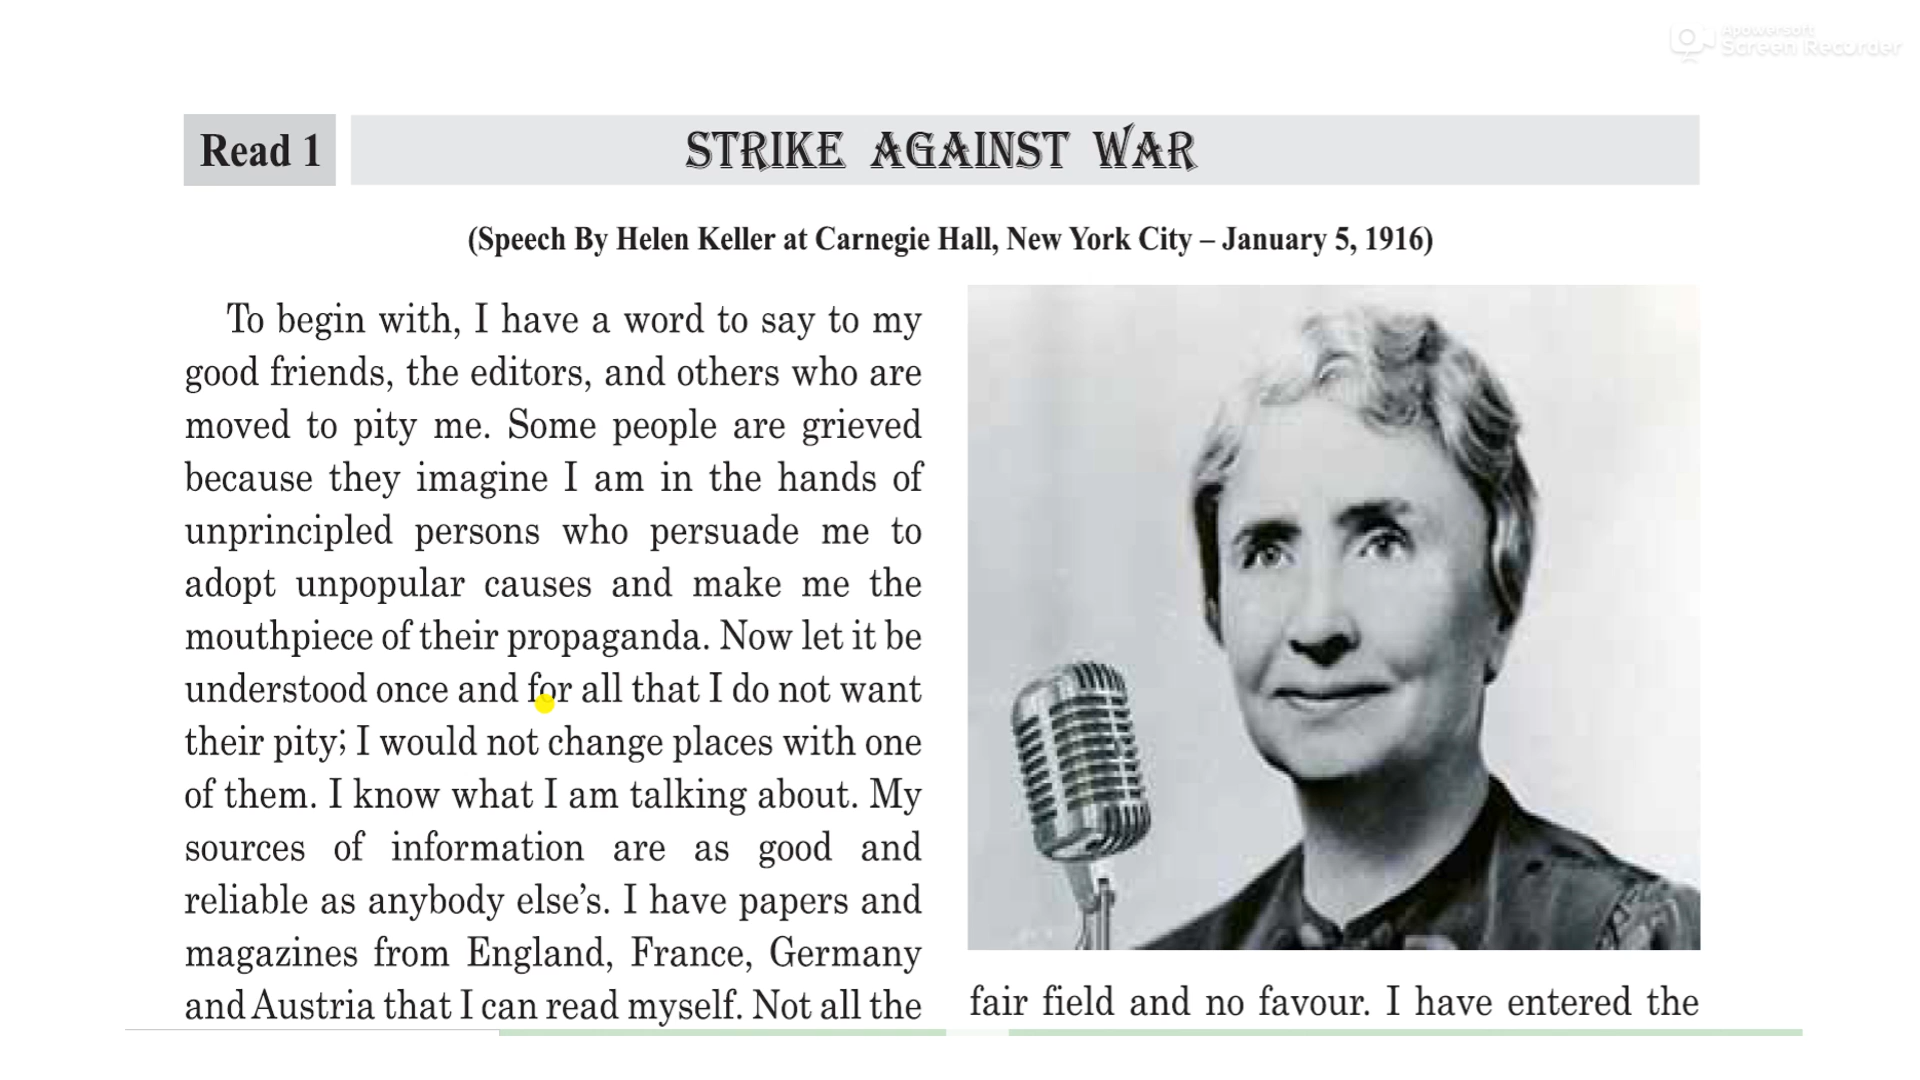 Apowersoft
Screen Recorder
Read 1
STRIKE AGAINST WAR
(Speech By Helen Keller at Carnegie Hall, New York City – January 5, 1916)
To begin with, I have a word to say to my
good friends, the editors, and others who are
moved to pity me. Some people are grieved
because they imagine I am in the hands of
unprincipled persons who persuade me to
adopt unpopular causes and make me the
mouthpiece of their propaganda. Now let it be
understood once and for all that I do not want
their pity; I would not change places with one
of them. I know what I am talking about. My
sources of information are as good and
reliable as anybody else’s. I have papers and
magazines from England, France, Germany
and Austria that I can read myself. Not all the
fair field and no favour. I have entered the